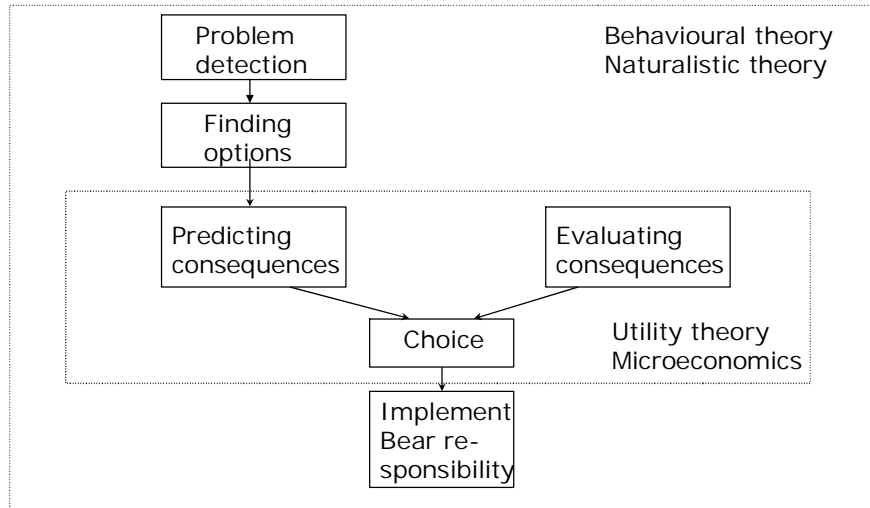 Problem
detection
Behavioural theory
Naturalistic theory
Finding
options
Predicting
consequences
Evaluating
consequences
Choice
Utility theory
Microeconomics
Implement
Bear re-
sponsibility